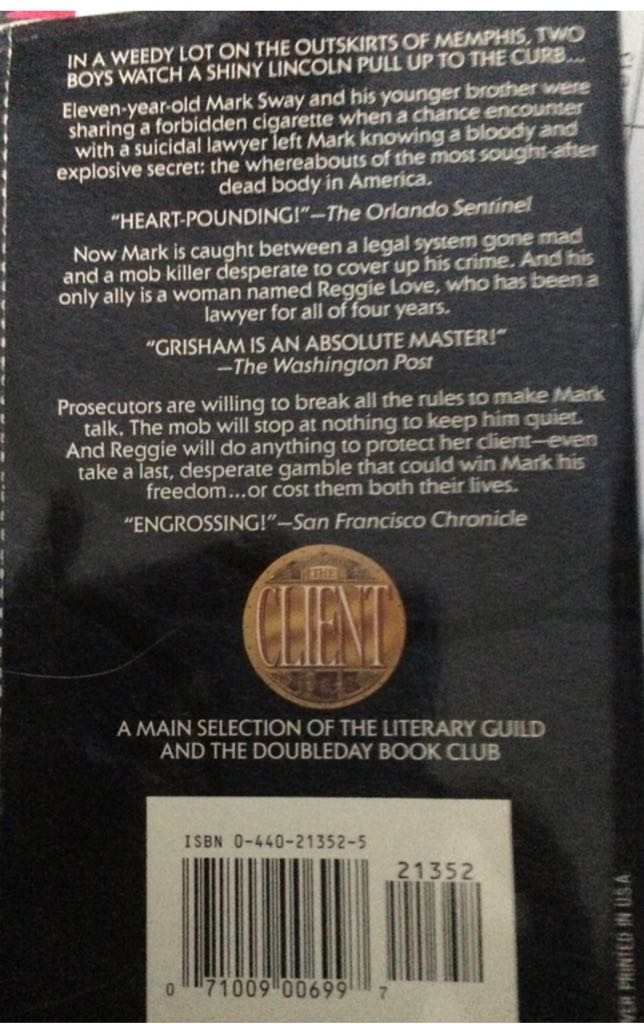 IN A WEEDY LOT ON THE OUTSKIRTS OF MEMPHIS, TWO
BOYS WATCH A SHINY LINCOLN PULL UP TO THE CURB...
Eleven-year-old Mark Sway and his younger brother were
sharing a forbidden cigarette when a chance encounter
with a suicidal lawyer left Mark knowing a bloody and
explosive secret: the whereabouts of the most sought-after
dead body in America.
"HEART-POUNDING!"—The Orlando Sentinel
Now Mark is caught between a legal system gone mad
and a mob killer desperate to cover up his crime. And his
only ally is a woman named Reggie Love, who has been a
lawyer for all of four years.
"GRISHAM IS AN ABSOLUTE MASTER!"
—The Washington Post
Prosecutors are willing to break all the rules to make Mark
talk. The mob will stop at nothing to keep him quiet.
And Reggie will do anything to protect her client—even
take a last, desperate gamble that could win Mark his
freedom...or cost them both their lives.
"ENGROSSING!"—San Francisco Chronicle
THE
CLIENT
A MAIN SELECTION OF THE LITERARY GUILD
AND THE DOUBLEDAY BOOK CLUB
ISBN 0-440-21352-5
21352
0 71009 00699 7
PRINTED IN U.S.A.